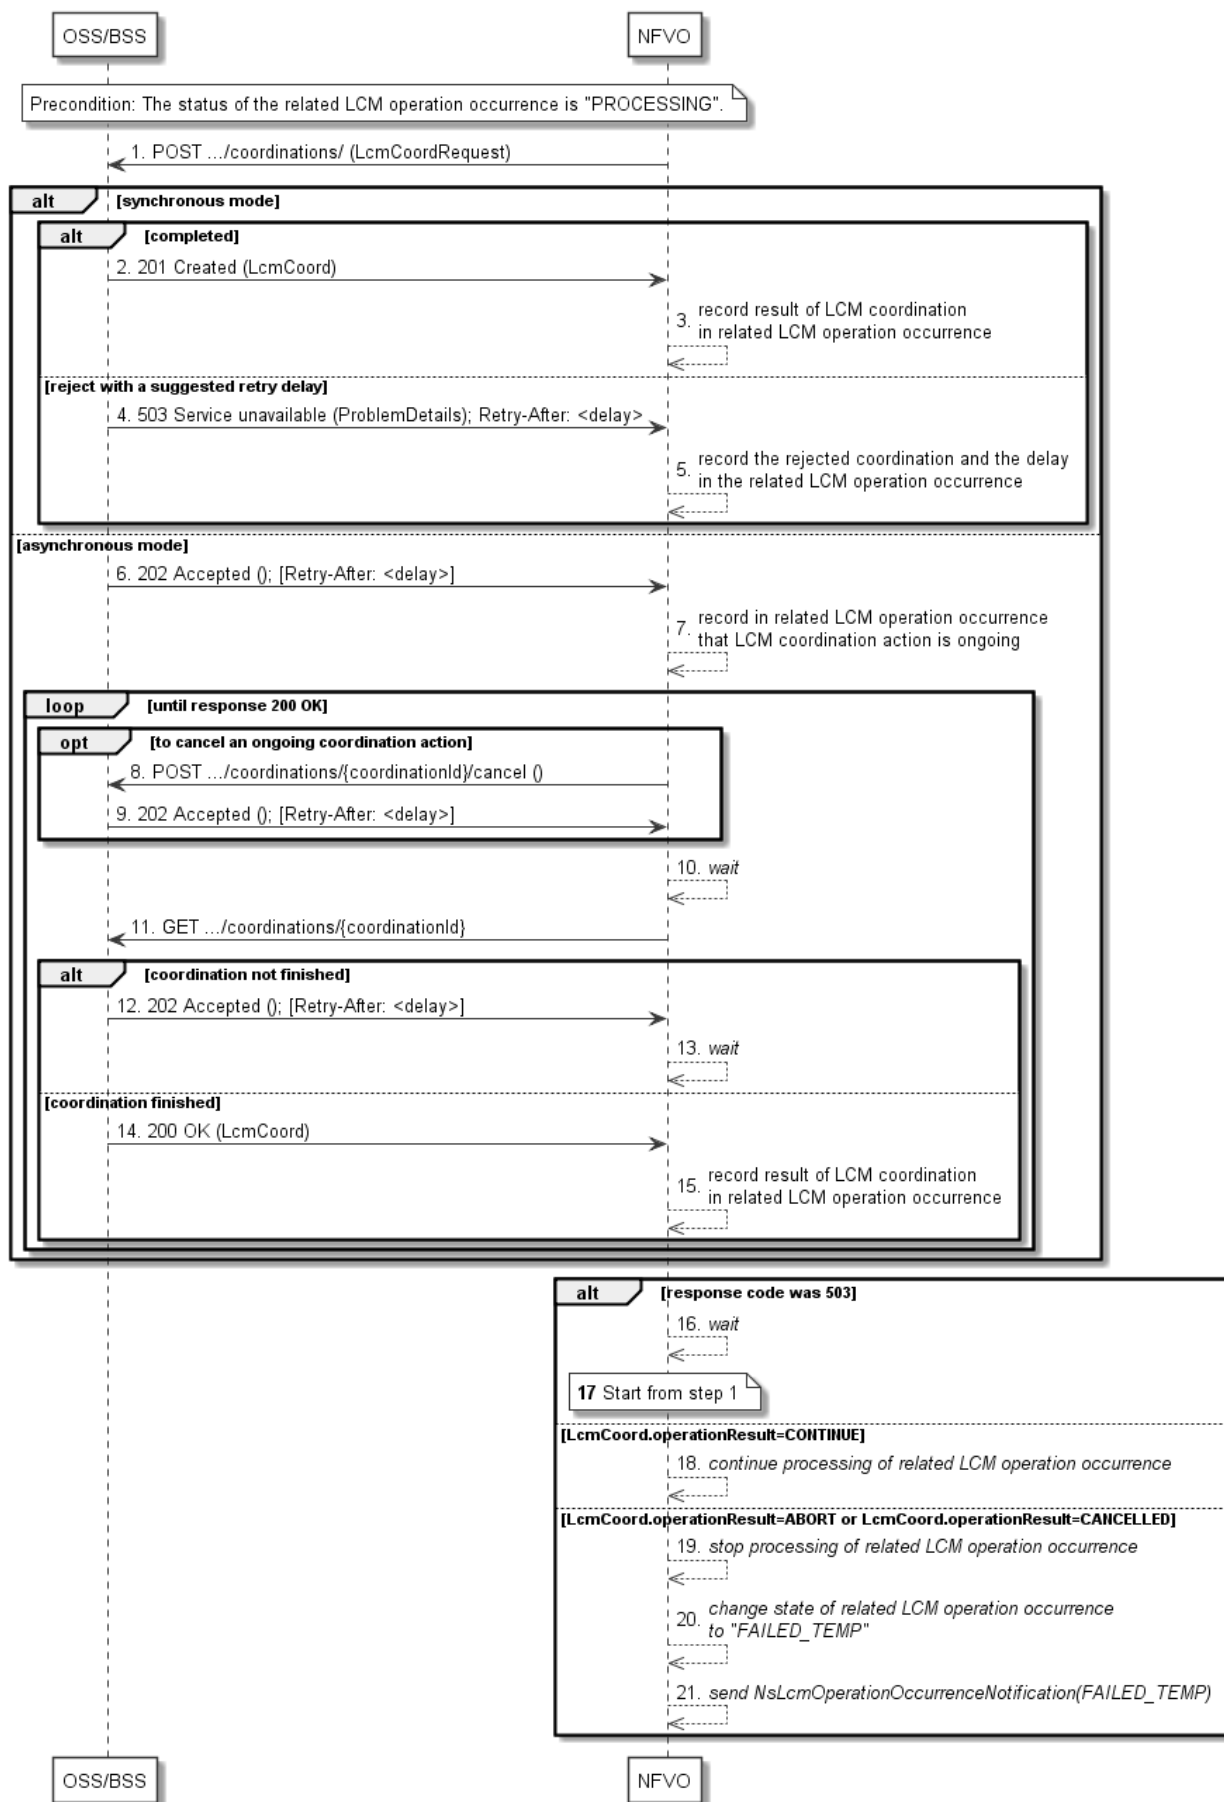 OSS/BSS
NFVO
Precondition: The status of the related LCM operation occurrence is "PROCESSING".
1. POST .../coordinations/ (LcmCoordRequest)
alt [synchronous mode]
alt [completed]
2. 201 Created (LcmCoord)
3. record result of LCM coordination
in related LCM operation occurrence
[reject with a suggested retry delay]
4. 503 Service unavailable (ProblemDetails); Retry-After: <delay>
5. record the rejected coordination and the delay
in the related LCM operation occurrence
[asynchronous mode]
6. 202 Accepted (); [Retry-After: <delay>]
7. record in related LCM operation occurrence
that LCM coordination action is ongoing
loop [until response 200 OK]
opt [to cancel an ongoing coordination action]
8. POST .../coordinations/{coordinationId}/cancel ()
9. 202 Accepted (); [Retry-After: <delay>]
10. wait
11. GET .../coordinations/{coordinationId}
alt [coordination not finished]
12. 202 Accepted (); [Retry-After: <delay>]
13. wait
[coordination finished]
14. 200 OK (LcmCoord)
15. record result of LCM coordination
in related LCM operation occurrence
alt [response code was 503]
16. wait
17 Start from step 1
[LcmCoord.operationResult=CONTINUE]
18. continue processing of related LCM operation occurrence
[LcmCoord.operationResult=ABORT or LcmCoord.operationResult=CANCELLED]
19. stop processing of related LCM operation occurrence
20. change state of related LCM operation occurrence
to "FAILED_TEMP"
21. send NsLcmOperationOccurrenceNotification(FAILED_TEMP)
OSS/BSS
NFVO